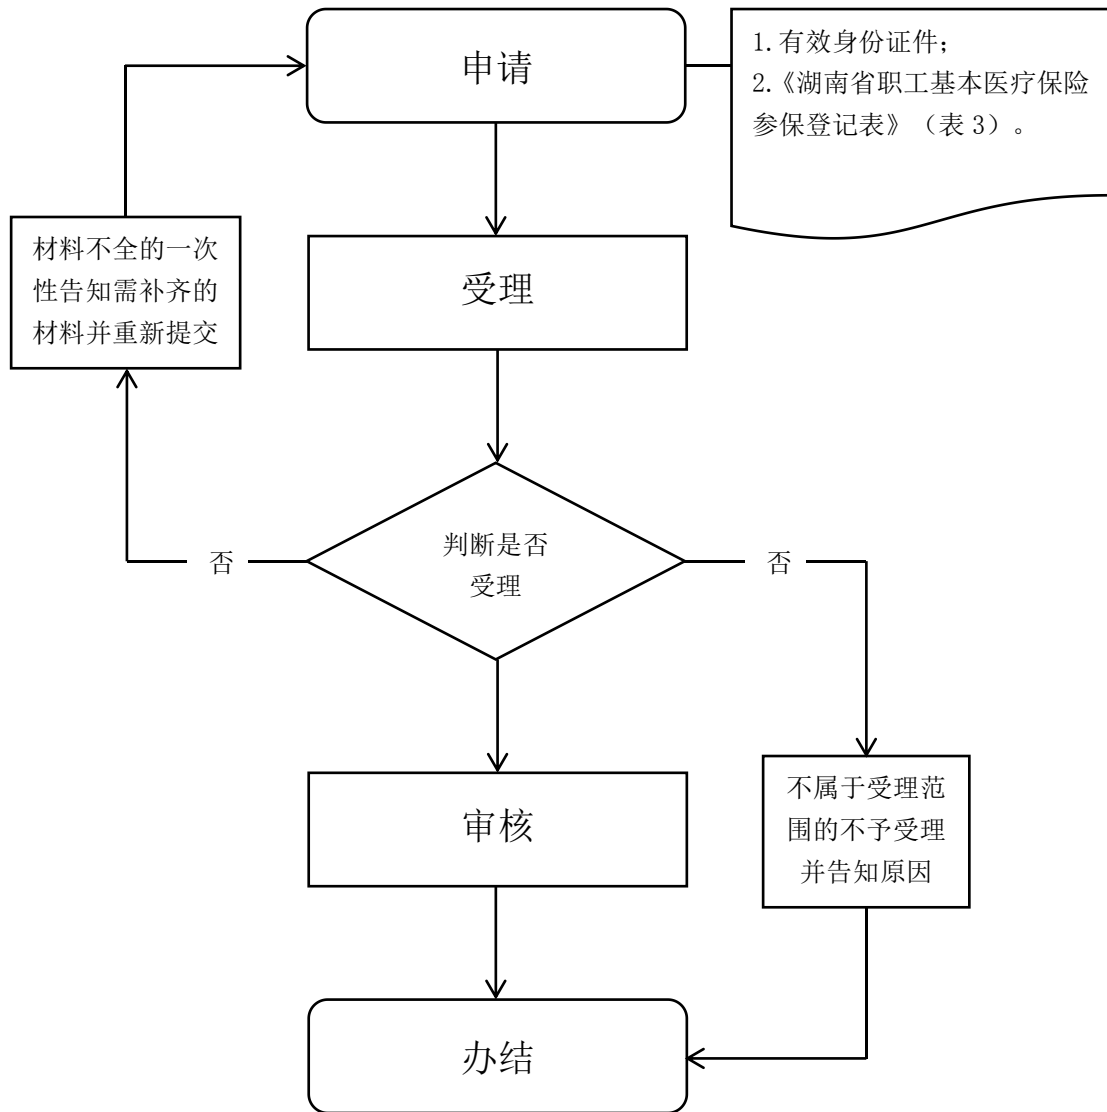 申请
1.有效身份证件；
2.《湖南省职工基本医疗保险
参保登记表》（表 3）。
材料不全的一次
性告知需补齐的
材料并重新提交
受理
否
判断是否
受理
否
审核
不属于受理范
围的不予受理
并告知原因
办结